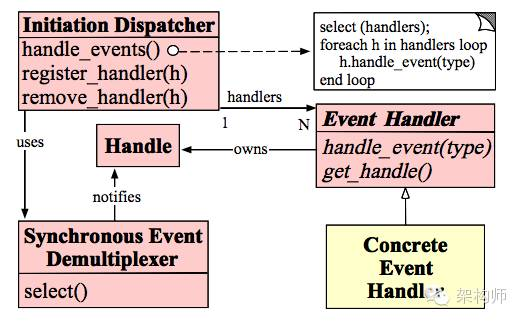 Initiation Dispatcher
handle_events()
register_handler(h)
remove_handler(h)
select (handlers);
foreach h in handlers loop
h.handle_event(type)
end loop
handlers
1
N
Event Handler
handle_event(type)
get_handle()
uses
Handle
owns
notifies
Synchronous Event
Demultiplexer
select()
Concrete
Event
Handler
架构师